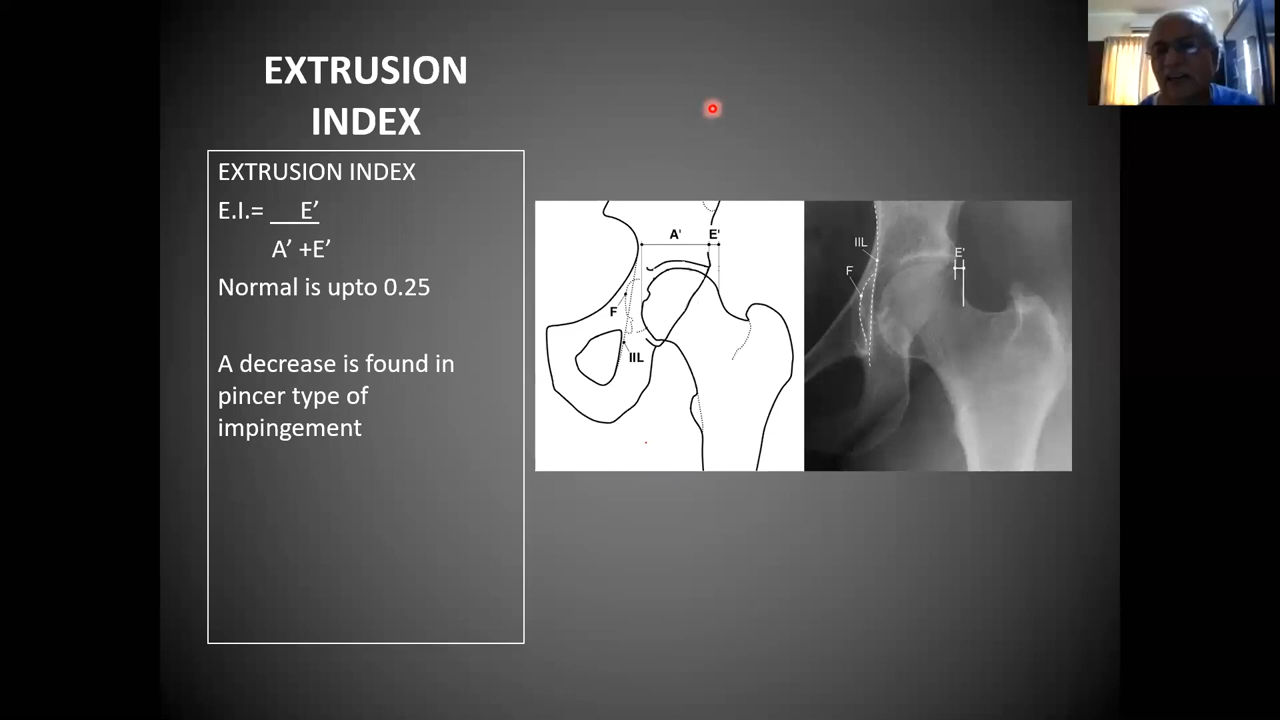 EXTRUSION
INDEX
EXTRUSION INDEX
E.I.= E’
A’ +E’
Normal is upto 0.25
A decrease is found in
pincer type of
impingement
A' E'
F
IIL
IIL
E'
F